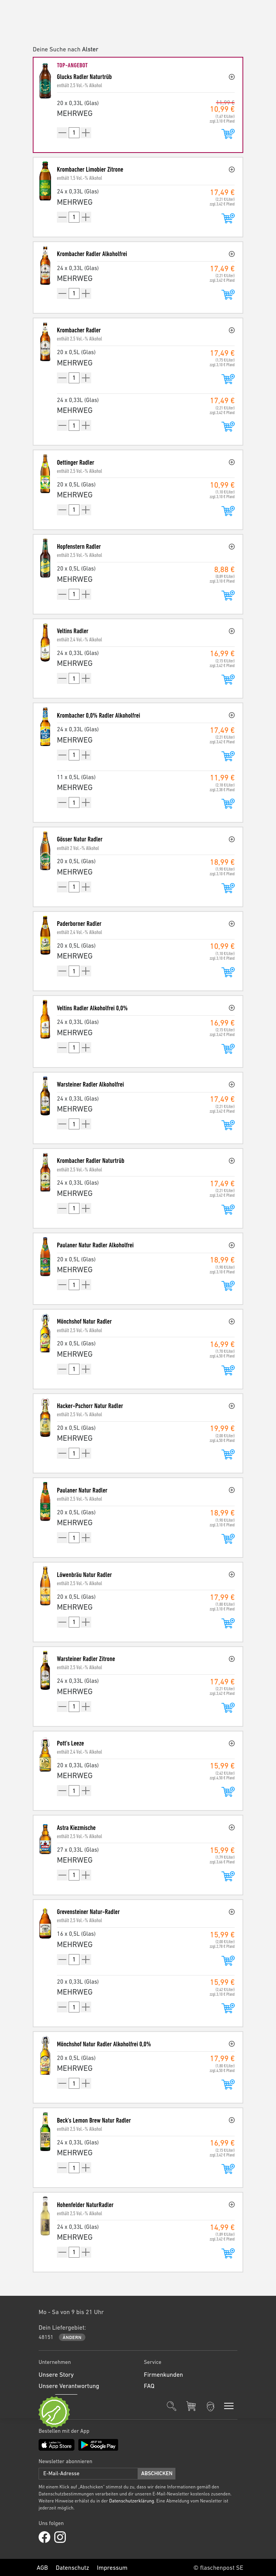 Deine Suche nach Alster
TOP-ANGEBOT
Glucks Radler Naturtrüb
enthält 2,5 Vol.-% Alkohol
20 x 0,33L (Glas)
11,99 €
10,99 €
MEHRWEG
1
Krombacher Limobier Zitrone
24 x 0,33L (Glas)
17,49 €
MEHRWEG
1
Krombacher Radler Alkoholfrei
24 x 0,33L (Glas)
17,49 €
MEHRWEG
1
Krombacher Radler
enthält 2,5 Vol.-% Alkohol
20 x 0,5L (Glas)
17,49 €
MEHRWEG
1
24 x 0,33L (Glas)
17,49 €
MEHRWEG
1
Oettinger Radler
enthält 2,5 Vol.-% Alkohol
20 x 0,5L (Glas)
10,99 €
MEHRWEG
1
Hopfenstern Radler
enthält 2,5 Vol.-% Alkohol
20 x 0,5L (Glas)
8,88 €
MEHRWEG
1
Veltins Radler
24 x 0,33L (Glas)
16,99 €
MEHRWEG
1
Krombacher 0,0% Radler Alkoholfrei
24 x 0,33L (Glas)
17,49 €
MEHRWEG
1
11 x 0,5L (Glas)
11,99 €
MEHRWEG
1
Gösser Natur Radler
enthält 2 Vol.-% Alkohol
20 x 0,5L (Glas)
18,99 €
MEHRWEG
1
Paderborner Radler
enthält 2,5 Vol.-% Alkohol
20 x 0,5L (Glas)
10,99 €
MEHRWEG
1
Veltins Radler Alkoholfrei 0,0%
24 x 0,33L (Glas)
16,99 €
MEHRWEG
1
Warsteiner Radler Alkoholfrei
24 x 0,33L (Glas)
17,49 €
MEHRWEG
1
Krombacher Radler Naturtrüb
enthält 2,5 Vol.-% Alkohol
24 x 0,33L (Glas)
17,49 €
MEHRWEG
1
Paulaner Natur Radler Alkoholfrei
20 x 0,5L (Glas)
18,99 €
MEHRWEG
1
Mönchshof Natur Radler
enthält 2,5 Vol.-% Alkohol
20 x 0,5L (Glas)
16,99 €
MEHRWEG
1
Hacker-Pschorr Natur Radler
enthält 2,5 Vol.-% Alkohol
20 x 0,5L (Glas)
19,99 €
MEHRWEG
1
Paulaner Natur Radler
enthält 2,5 Vol.-% Alkohol
20 x 0,5L (Glas)
18,99 €
MEHRWEG
1
Löwenbräu Natur Radler
enthält 2,5 Vol.-% Alkohol
20 x 0,5L (Glas)
17,99 €
MEHRWEG
1
Warsteiner Radler Zitrone
enthält 2,5 Vol.-% Alkohol
24 x 0,33L (Glas)
17,49 €
MEHRWEG
1
Pott's Leeze
20 x 0,33L (Glas)
15,99 €
MEHRWEG
1
Astra Kiezmische
enthält 2,5 Vol.-% Alkohol
27 x 0,33L (Glas)
15,99 €
MEHRWEG
1
Grevensteiner Natur-Radler
enthält 2,5 Vol.-% Alkohol
16 x 0,5L (Glas)
15,99 €
MEHRWEG
1
20 x 0,33L (Glas)
15,99 €
MEHRWEG
1
Mönchshof Natur Radler Alkoholfrei 0,0%
20 x 0,5L (Glas)
17,99 €
MEHRWEG
1
Beck's Lemon Brew Natur Radler
enthält 2,5 Vol.-% Alkohol
24 x 0,33L (Glas)
16,99 €
MEHRWEG
1
Hohenfelder NaturRadler
enthält 2,5 Vol.-% Alkohol
24 x 0,33L (Glas)
14,99 €
MEHRWEG
1
Mo - Sa von 9 bis 21 Uhr
Dein Liefergebiet:
48151 ÄNDERN
Unternehmen
Service
Unsere Story
Firmenkunden
Unsere Verantwortung
FAQ
Bestellen mit der App
App Store
Google Play
Newsletter abonnieren
E-Mail-Adresse
ABSCHICKEN
Mit einem Klick auf „Abschicken“ stimmst du zu, dass wir deine Informationen gemäß den
Datenschutzbestimmungen verarbeiten und dir unseren E-Mail Newsletter kostenlos zusenden.
Weitere Hinweise erhälst du in der Datenschutzerklärung. Eine Abmeldung vom Newsletter ist
jederzeit möglich.
Uns folgen
AGB
Datenschutz
Impressum
© flaschenpost SE